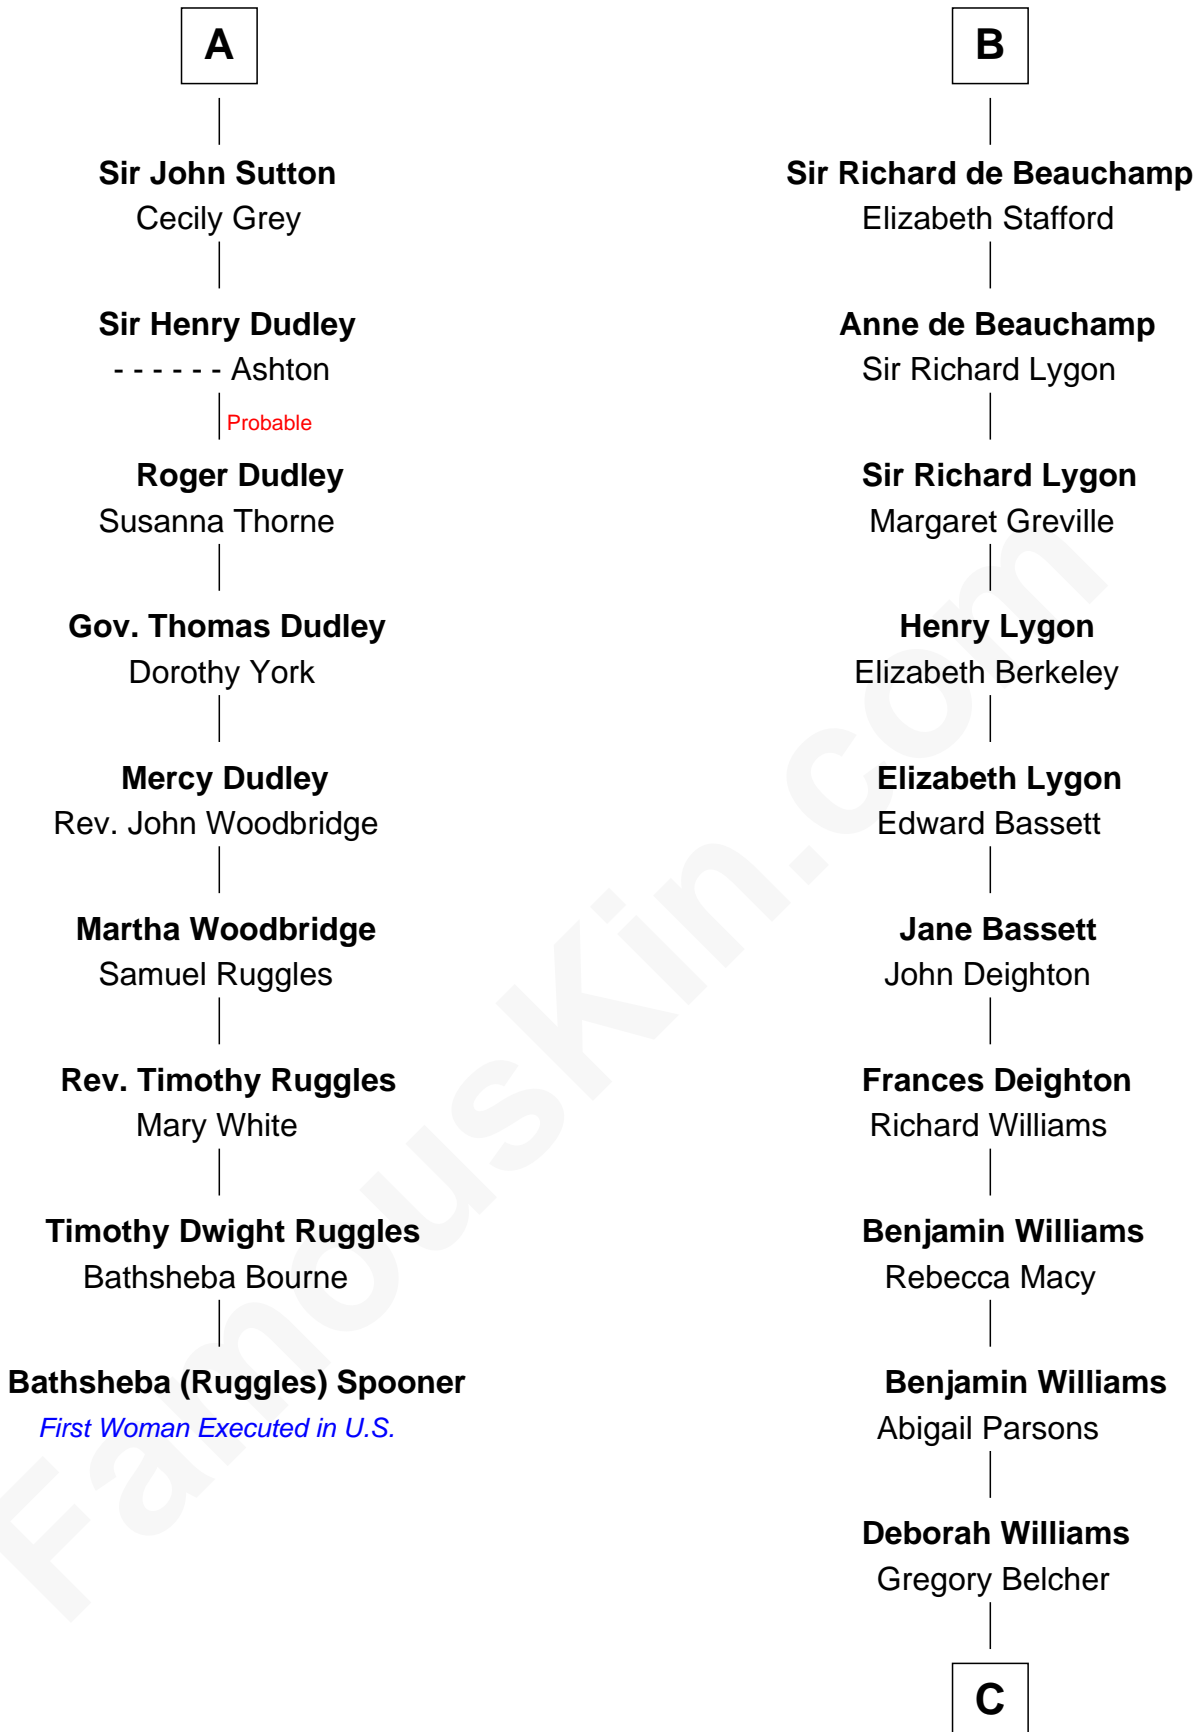 A
Sir John Sutton
Cecily Grey
Sir Henry Dudley
- - - - - - Ashton
Probable
Roger Dudley
Susanna Thorne
Gov. Thomas Dudley
Dorothy York
Mercy Dudley
Rev. John Woodbridge
Martha Woodbridge
Samuel Ruggles
Rev. Timothy Ruggles
Mary White
Timothy Dwight Ruggles
Bathsheba Bourne
Bathsheba (Ruggles) Spooner
First Woman Executed in U.S.
B
Sir Richard de Beauchamp
Elizabeth Stafford
Anne de Beauchamp
Sir Richard Lygon
Sir Richard Lygon
Margaret Greville
Henry Lygon
Elizabeth Berkeley
Elizabeth Lygon
Edward Bassett
Jane Bassett
John Deighton
Frances Deighton
Richard Williams
Benjamin Williams
Rebecca Macy
Benjamin Williams
Abigail Parsons
Deborah Williams
Gregory Belcher
C
FamousKin.com